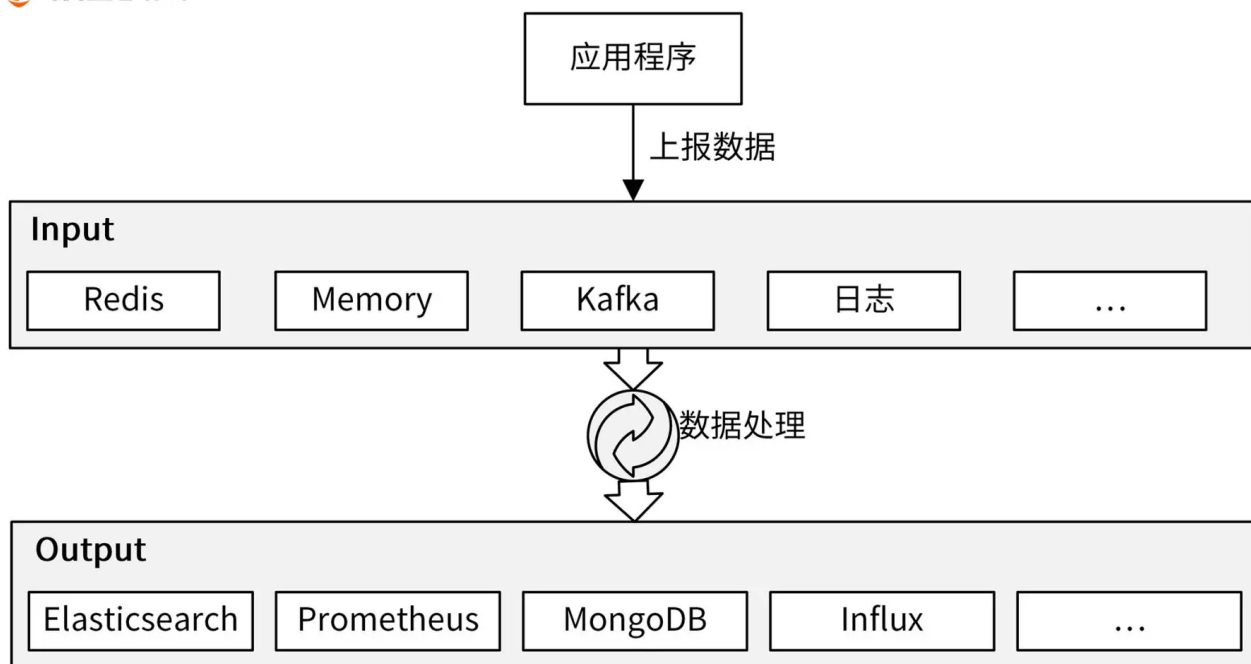 应用程序
上报数据
Input
Redis
Memory
Kafka
日志
...
数据处理
Output
Elasticsearch
Prometheus
MongoDB
Influx
...